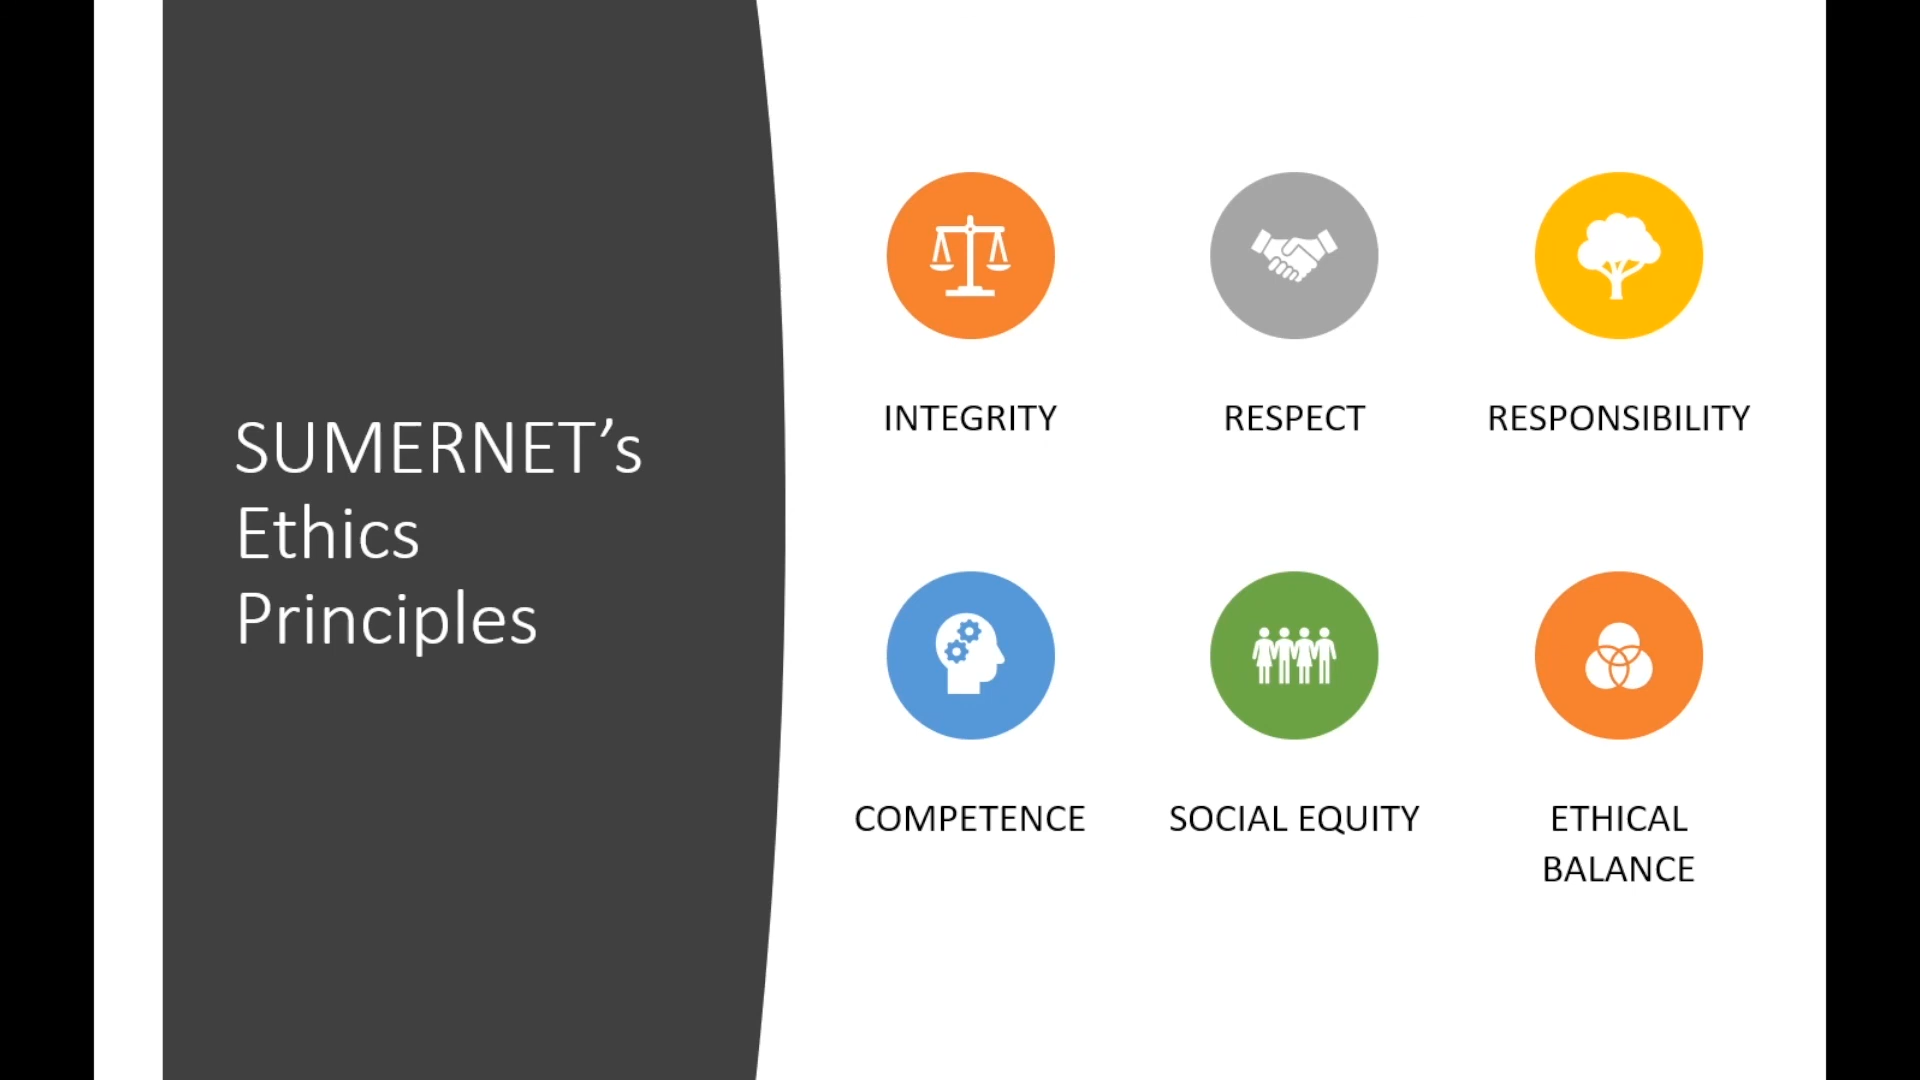 SUMERNET’s
Ethics
Principles
INTEGRITY
RESPECT
RESPONSIBILITY
COMPETENCE
SOCIAL EQUITY
ETHICAL
BALANCE